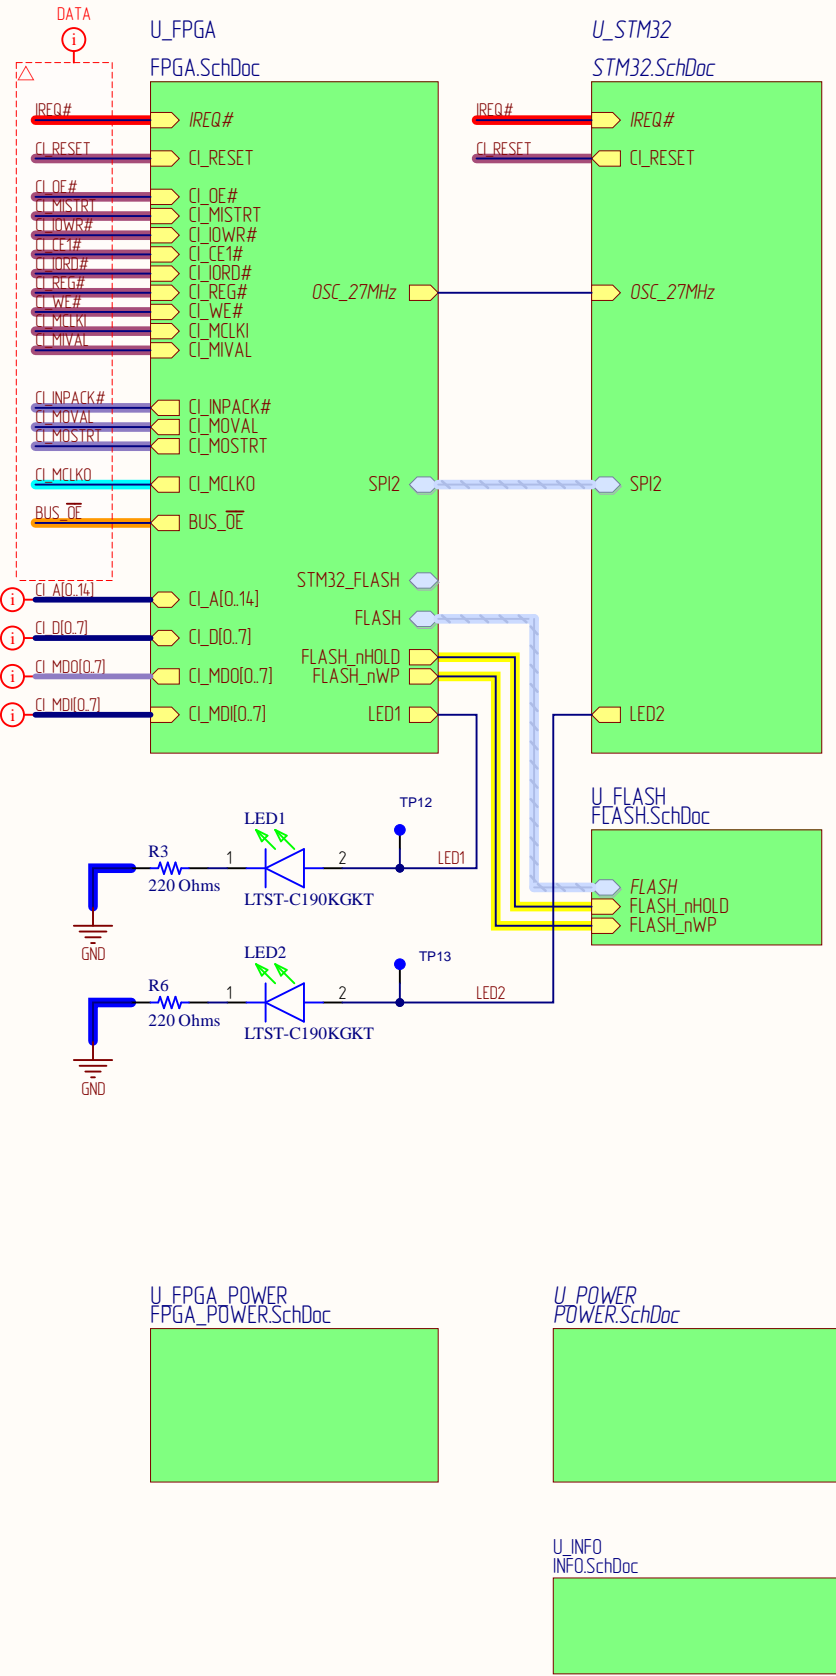 DATA
i
U_FPGA
FPGA.SchDoc
U_STM32
STM32.SchDoc
IREQ#
IREQ#
CI_RESET
CI_RESET
CI_OE#
CI_OE#
CI_MISTRT
CI_MISTRT
CI_IOWR#
CI_IOWR#
CI_CE1#
CI_CE1#
CI_IORD#
CI_IORD#
CI_REG#
CI_REG#
CI_WE#
CI_WE#
CI_MCLKI
CI_MCLKI
CI_MIVAL
CI_MIVAL
CI_INPACK#
CI_INPACK#
CI_MOVAL
CI_MOVAL
CI_MOSTRT
CI_MOSTRT
CI_MCLKO
CI_MCLKO
BUS_OE
BUS_OE
i
CI_A[0..14]
CI_A[0..14]
i
CI_D[0..7]
CI_D[0..7]
i
CI_MDO[0..7]
CI_MDO[0..7]
i
CI_MDI[0..7]
CI_MDI[0..7]
OSC_27MHz
SPI2
STM32_FLASH
FLASH
FLASH_nHOLD
FLASH_nWP
LED1
IREQ#
IREQ#
CI_RESET
CI_RESET
OSC_27MHz
SPI2
LED2
U_FLASH
FLASH.SchDoc
FLASH
FLASH_nHOLD
FLASH_nWP
LED1
TP12
R3
1
2
LED1
220 Ohms
LTST-C190KGKT
GND
LED2
TP13
R6
1
2
LED2
220 Ohms
LTST-C190KGKT
GND
U_FPGA_POWER
FPGA_POWER.SchDoc
U_POWER
POWER.SchDoc
U_INFO
INFO.SchDoc